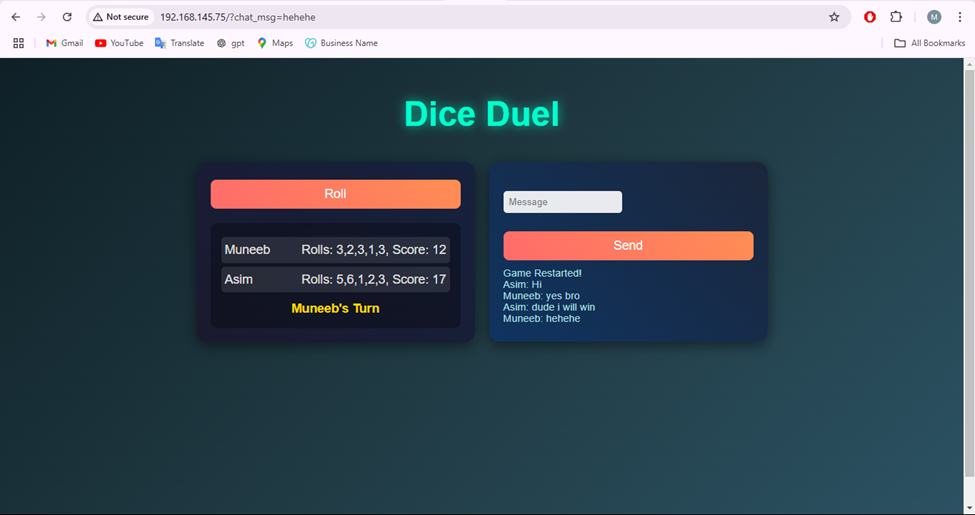 Not secure 192.168.145.75/?chat_msg=hehehe M
Gmail YouTube Translate gpt Maps Business Name All Bookmarks
Dice Duel
Roll
Muneeb Rolls: 3,2,3,1,3, Score: 12
Asim Rolls: 5,6,1,2,3, Score: 17
Muneeb's Turn
Message
Send
Game Restarted!
Asim: Hi
Muneeb: yes bro
Asim: dude i will win
Muneeb: hehehe